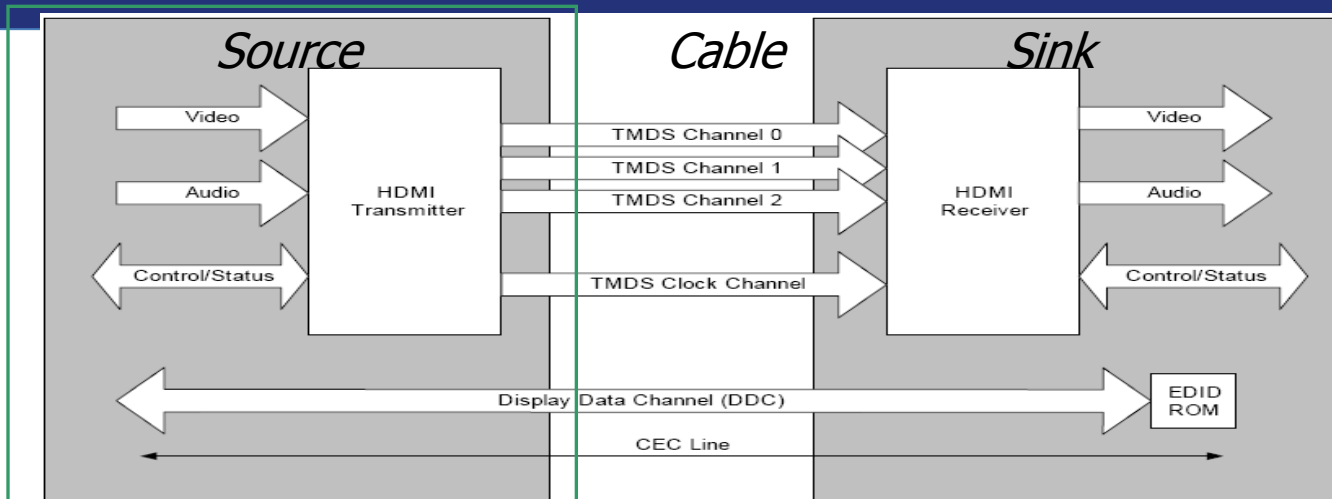 Source
Cable
Sink
Video
TMDS Channel 0
Video
TMDS Channel 1
Audio
HDMI
Transmitter
TMDS Channel 2
HDMI
Receiver
Audio
Control/Status
TMDS Clock Channel
Control/Status
Display Data Channel (DDC)
EDID
ROM
CEC Line